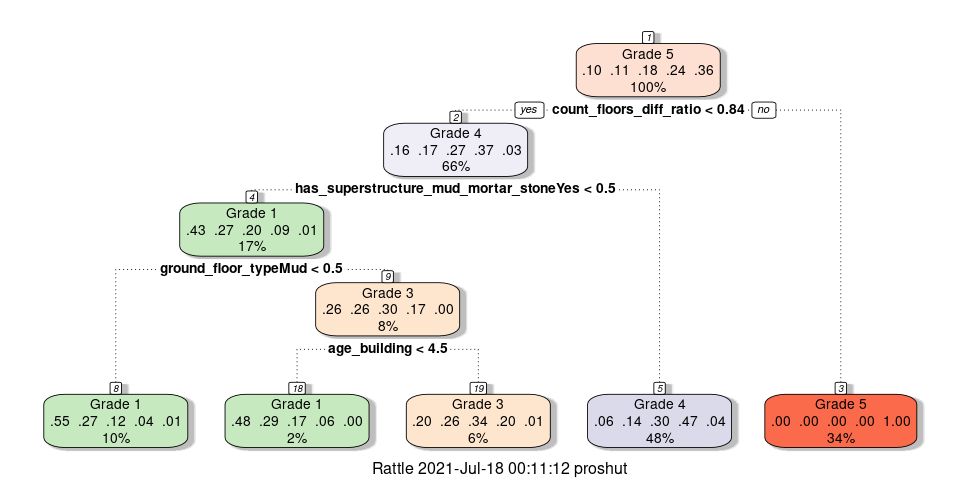 1
Grade 5
.10 .11 .18 .24 .36
100%
yes count_floors_diff_ratio < 0.84 no
2
Grade 4
.16 .17 .27 .37 .03
66%
has_superstructure_mud_mortar_stoneYes < 0.5
4
Grade 1
.43 .27 .20 .09 .01
17%
ground_floor_typeMud < 0.5
9
Grade 3
.26 .26 .30 .17 .00
8%
age_building < 4.5
8
Grade 1
.55 .27 .12 .04 .01
10%
18
Grade 1
.48 .29 .17 .06 .00
2%
19
Grade 3
.20 .26 .34 .20 .01
6%
5
Grade 4
.06 .14 .30 .47 .04
48%
3
Grade 5
.00 .00 .00 .00 1.00
34%
Rattle 2021-Jul-18 00:11:12 proshut